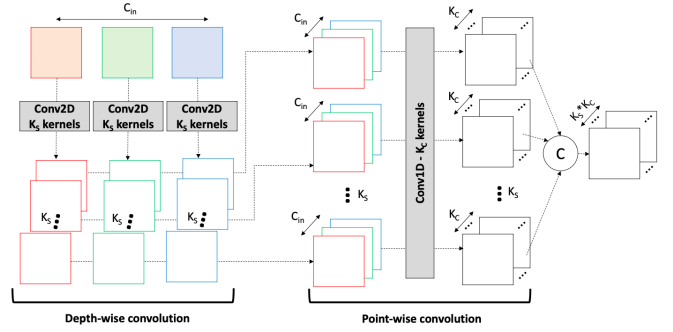 C_in
Conv2D
K_S kernels
Conv2D
K_S kernels
Conv2D
K_S kernels
K_S
K_S
K_S
Depth-wise convolution
C_in
C_in
K_S
C_in
Conv1D - K_C kernels
K_C
K_C
K_S
K_C
Point-wise convolution
C
K_S*K_C